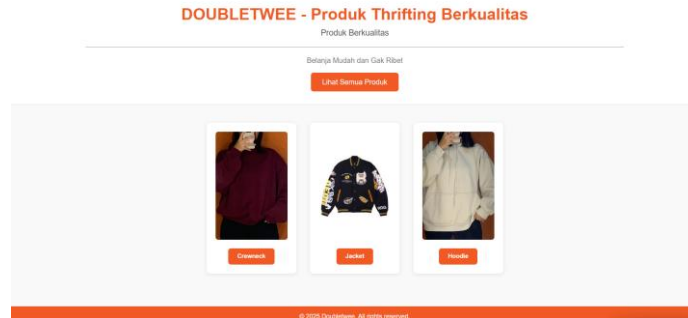 DOUBLETWEE - Produk Thrifting Berkualitas
Produk Berkualitas
Belanja Mudah dan Gak Ribet
Lihat Semua Produk
Crewneck
Jacket
Hoodie
© 2025 Doubletwee. All rights reserved.